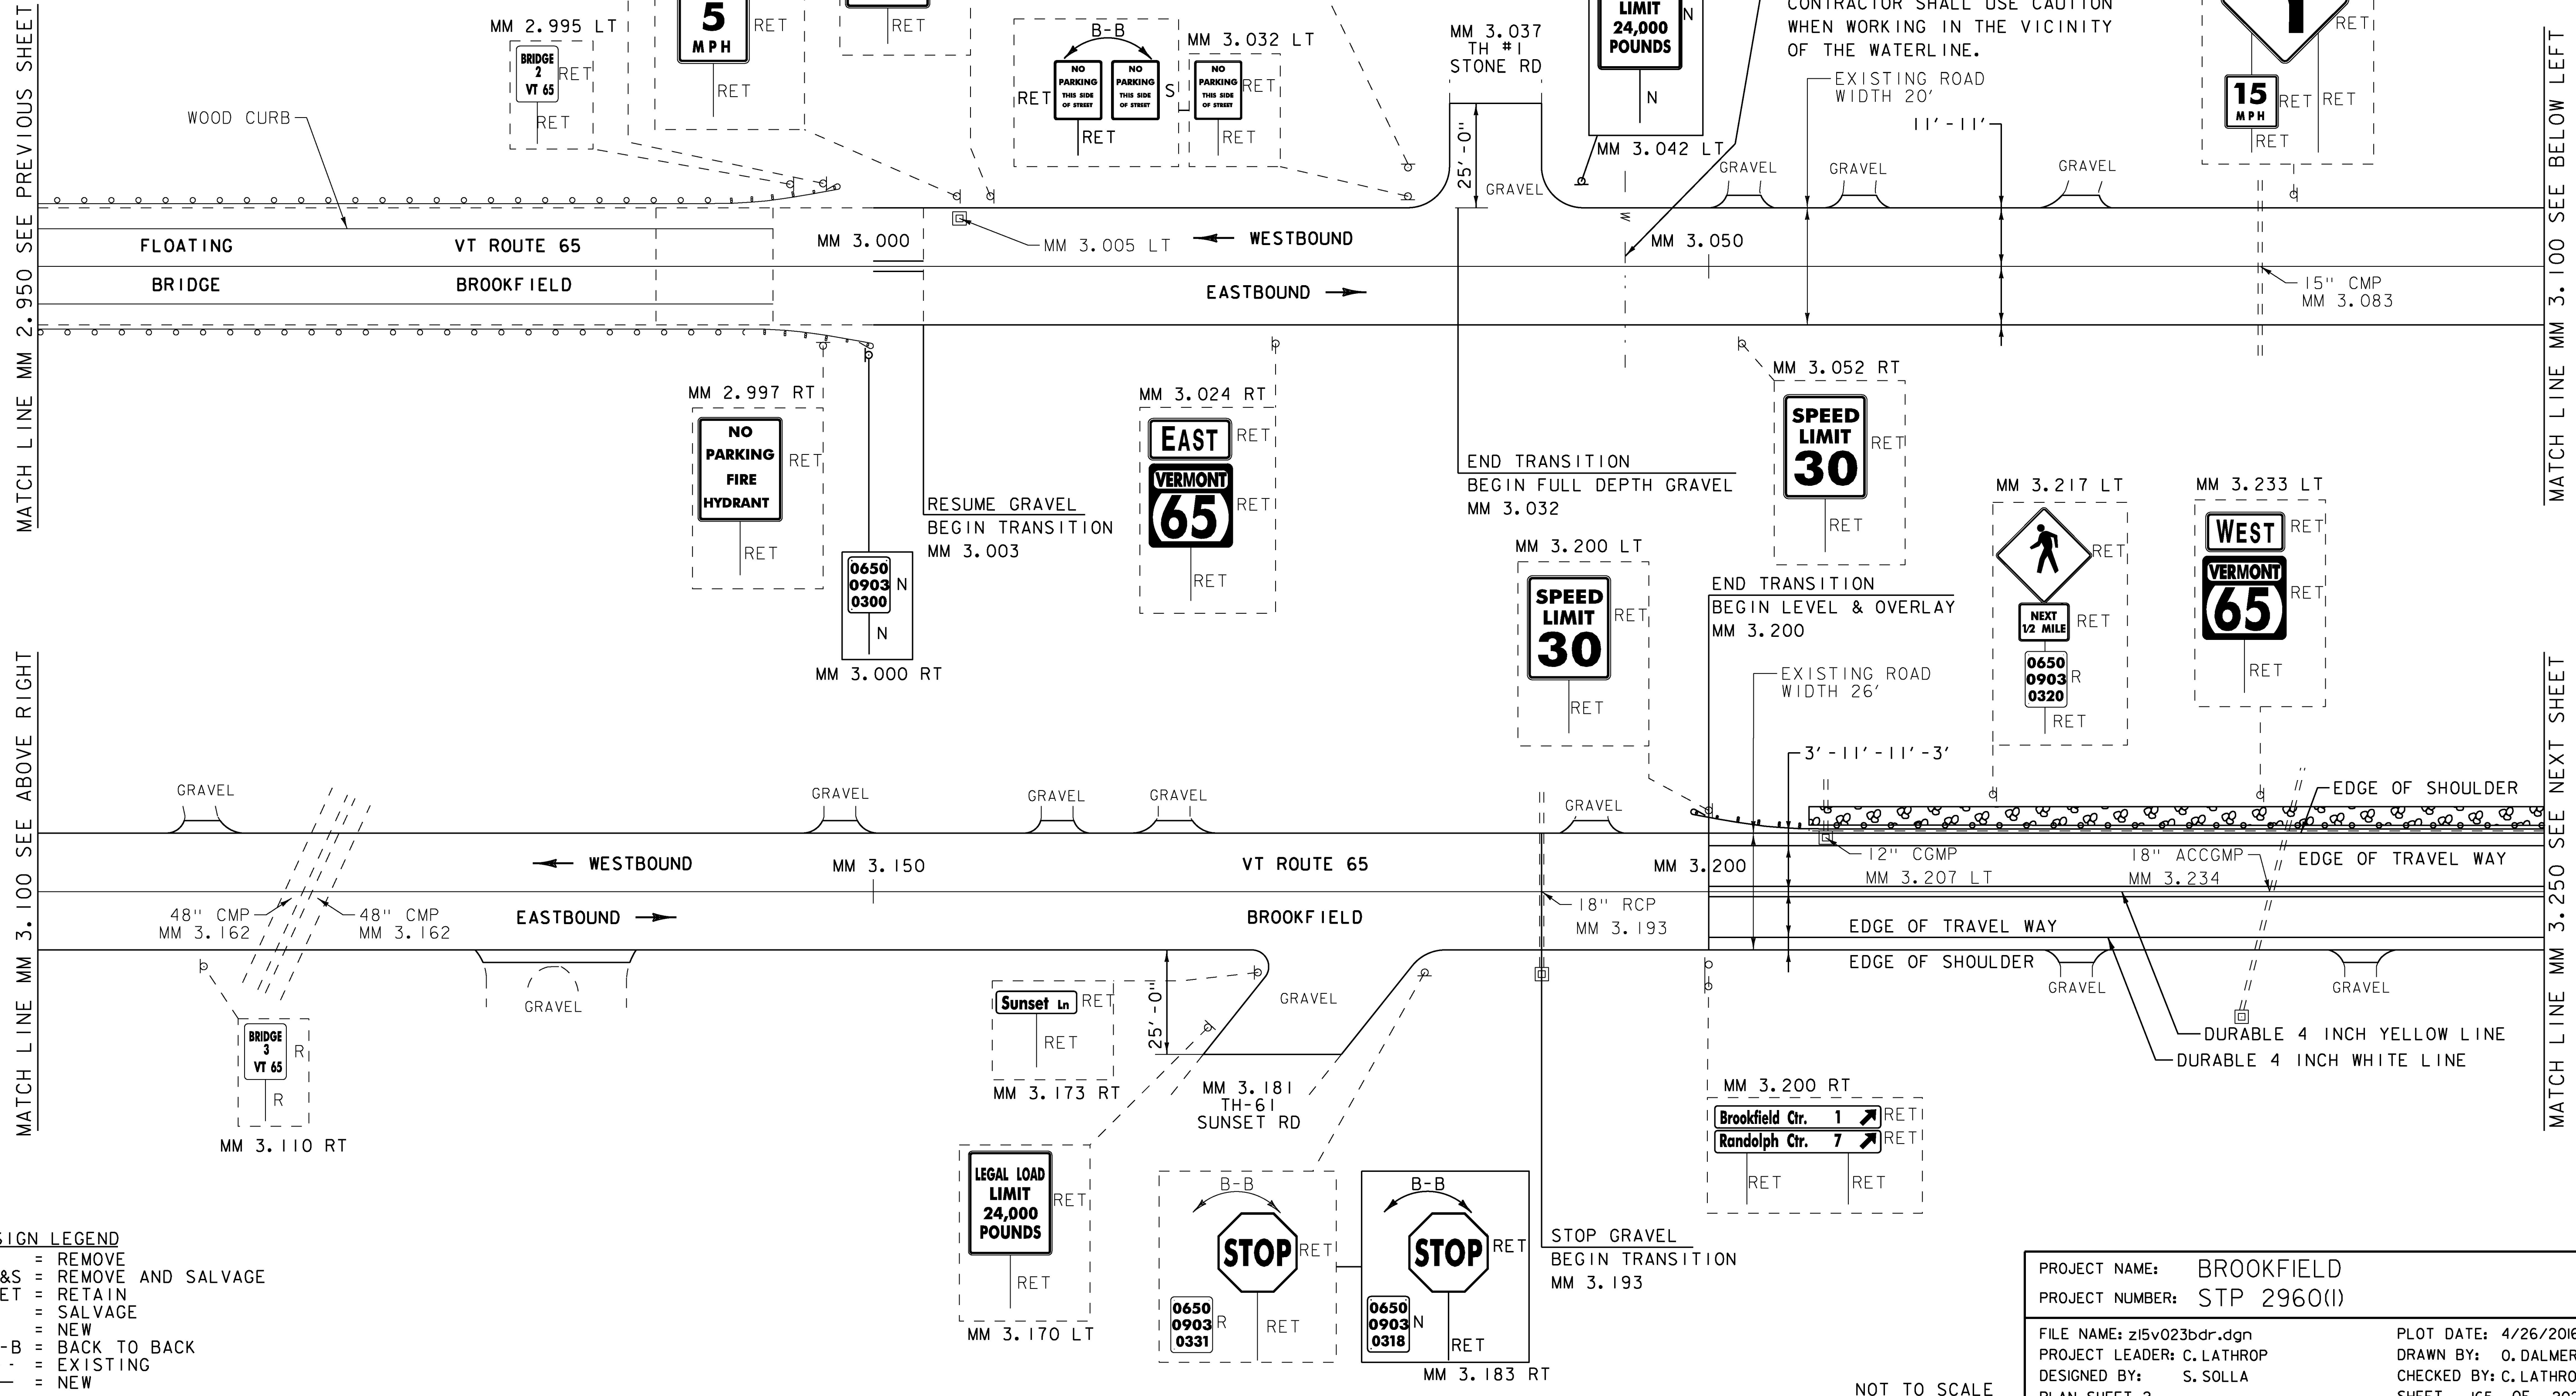 MATCH LINE MM 2.950 SEE PREVIOUS SHEET
WOOD CURB
MM 2.995 LT
BRIDGE
2
VT 65
RET
RET
5
MPH
RET
RET
RET
B-B
NO
PARKING
THIS SIDE
OF STREET
NO
PARKING
THIS SIDE
OF STREET
RET
S
RET
MM 3.032 LT
NO
PARKING
THIS SIDE
OF STREET
RET
RET
MM 3.037
TH #1
STONE RD
25'-0"
GRAVEL
LIMIT
24,000
POUNDS
N
N
MM 3.042 LT
CONTRACTOR SHALL USE CAUTION
WHEN WORKING IN THE VICINITY
OF THE WATERLINE.
EXISTING ROAD
WIDTH 20'
11'-11'
1
RET
15
MPH
RET
RET
RET
GRAVEL
GRAVEL
GRAVEL
MATCH LINE MM 3.100 SEE BELOW LEFT
FLOATING
BRIDGE
VT ROUTE 65
BROOKFIELD
MM 3.000
MM 3.005 LT
WESTBOUND
EASTBOUND
W
MM 3.050
15" CMP
MM 3.083
MM 2.997 RT
NO
PARKING
FIRE
HYDRANT
RET
RET
0650
0903
0300
N
N
MM 3.000 RT
RESUME GRAVEL
BEGIN TRANSITION
MM 3.003
MM 3.024 RT
EAST
RET
VERMONT
65
RET
RET
END TRANSITION
BEGIN FULL DEPTH GRAVEL
MM 3.032
MM 3.052 RT
SPEED
LIMIT
30
RET
RET
MM 3.200 LT
SPEED
LIMIT
30
RET
RET
END TRANSITION
BEGIN LEVEL & OVERLAY
MM 3.200
EXISTING ROAD
WIDTH 26'
3'-11'-11'-3'
MM 3.217 LT
RET
NEXT
1/2 MILE
RET
0650
0903
0320
R
RET
MM 3.233 LT
WEST
RET
VERMONT
65
RET
RET
MATCH LINE MM 3.100 SEE ABOVE RIGHT
GRAVEL
GRAVEL
GRAVEL
GRAVEL
GRAVEL
EDGE OF SHOULDER
MATCH LINE MM 3.250 SEE NEXT SHEET
WESTBOUND
MM 3.150
VT ROUTE 65
MM 3.200
12" CGMP
MM 3.207 LT
18" ACCGMP
MM 3.234
EDGE OF TRAVEL WAY
48" CMP
MM 3.162
48" CMP
MM 3.162
EASTBOUND
BROOKFIELD
18" RCP
MM 3.193
EDGE OF TRAVEL WAY
EDGE OF SHOULDER
GRAVEL
GRAVEL
GRAVEL
GRAVEL
DURABLE 4 INCH YELLOW LINE
DURABLE 4 INCH WHITE LINE
BRIDGE
3
VT 65
R
R
MM 3.110 RT
Sunset Ln
RET
RET
MM 3.173 RT
25'-0"
MM 3.181
TH-61
SUNSET RD
MM 3.200 RT
Brookfield Ctr. 1
RET
Randolph Ctr. 7
RET
RET
RET
LEGAL LOAD
LIMIT
24,000
POUNDS
RET
RET
MM 3.170 LT
B-B
STOP
RET
0650
0903
0331
R
RET
B-B
STOP
RET
0650
0903
0318
N
RET
MM 3.183 RT
STOP GRAVEL
BEGIN TRANSITION
MM 3.193
SIGN LEGEND
= REMOVE
&S = REMOVE AND SALVAGE
ET = RETAIN
= SALVAGE
= NEW
-B = BACK TO BACK
- = EXISTING
— = NEW
NOT TO SCALE
PROJECT NAME: BROOKFIELD
PROJECT NUMBER: STP 2960(1)
FILE NAME: z15v023bdr.dgn
PLOT DATE: 4/26/2016
PROJECT LEADER: C. LATHROP
DRAWN BY: O. DALMER
DESIGNED BY: S. SOLLA
CHECKED BY: C. LATHRO